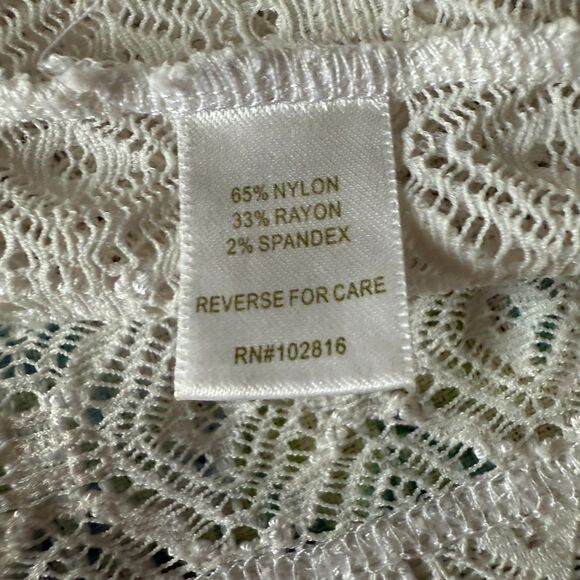 65% NYLON
33% RAYON
2% SPANDEX
REVERSE FOR CARE
RN#102816